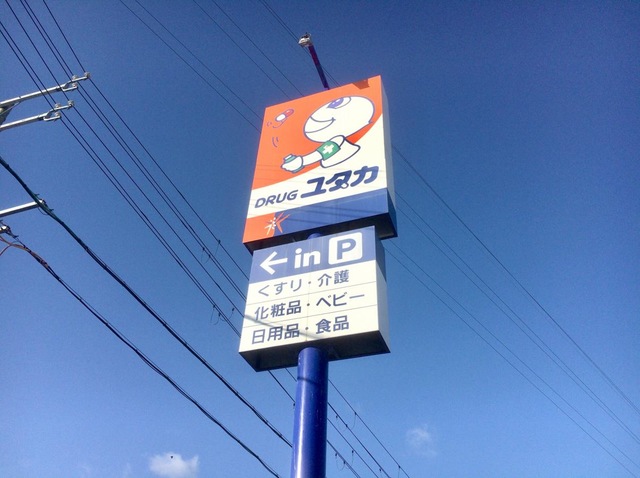 DRUG ユタカ
←in P
くすり・介護
化粧品・ベビー
日用品・食品